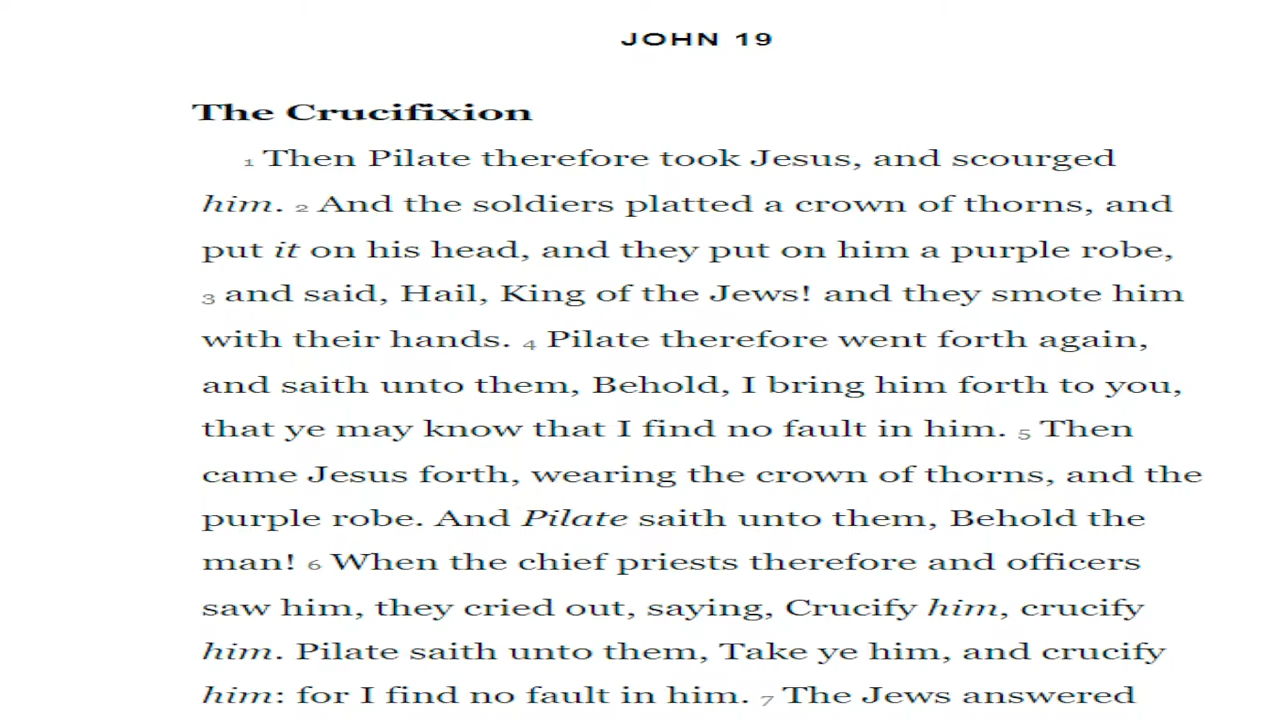 JOHN 19
The Crucifixion
1 Then Pilate therefore took Jesus, and scourged
him. 2 And the soldiers platted a crown of thorns, and
put it on his head, and they put on him a purple robe,
3 and said, Hail, King of the Jews! and they smote him
with their hands. 4 Pilate therefore went forth again,
and saith unto them, Behold, I bring him forth to you,
that ye may know that I find no fault in him. 5 Then
came Jesus forth, wearing the crown of thorns, and the
purple robe. And Pilate saith unto them, Behold the
man! 6 When the chief priests therefore and officers
saw him, they cried out, saying, Crucify him, crucify
him. Pilate saith unto them, Take ye him, and crucify
him: for I find no fault in him. 7 The Jews answered